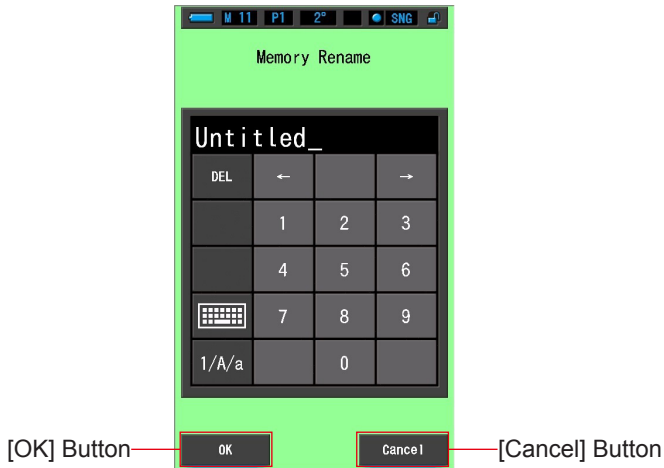 M 11 P1 2° SNG
Memory Rename
Untitled_
DEL ← →
1 2 3
4 5 6
7 8 9
1/A/a 0
[OK] Button OK Cancel [Cancel] Button